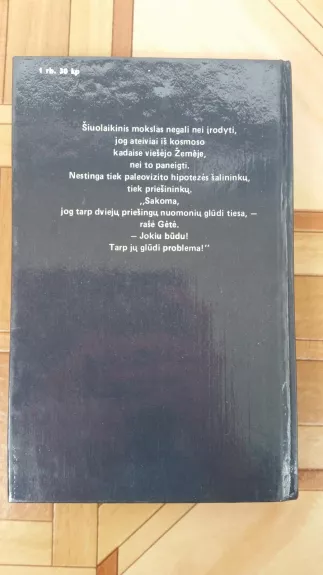 1 rb. 30 kp
Šiuolaikinis mokslas negali nei įrodyti,
jog ateiviai iš kosmoso
kadaise viešėjo Žemėje,
nei to paneigti.
Nestinga tiek paleovizito hipotezės šalininkų,
tiek priešininkų.
„Sakoma,
jog tarp dviejų priešingų nuomonių glūdi tiesa, —
rašė Gėtė.
— Jokiu būdu!
Tarp jų glūdi problema!"